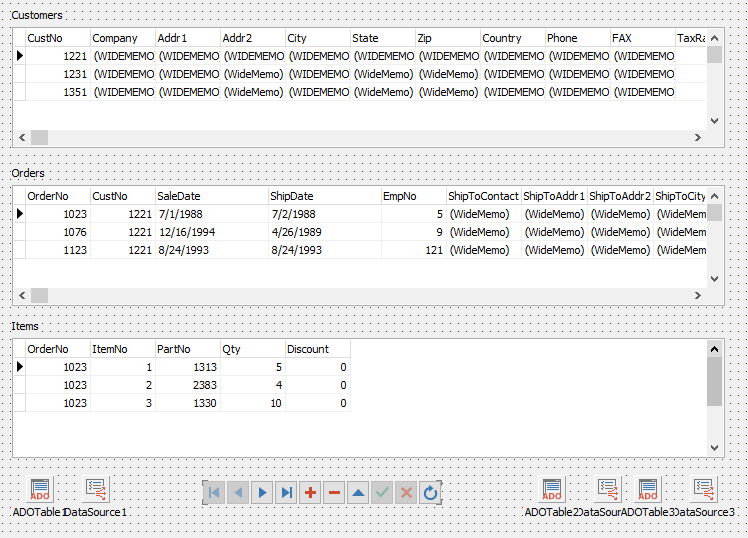 Customers
CustNo Company Addr1 Addr2 City State Zip Country Phone FAX TaxRa
1221 (WIDEMEMO (WIDEMEMO (WIDEMEMO (WIDEMEMO (WIDEMEMO (WIDEMEMO (WIDEMEMO (WIDEMEMO (WIDEMEMO
1231 (WIDEMEMO (WIDEMEMO (WideMemo) (WIDEMEMO (WideMemo) (WideMemo) (WIDEMEMO (WIDEMEMO (WIDEMEMO
1351 (WIDEMEMO (WIDEMEMO (WideMemo) (WIDEMEMO (WideMemo) (WideMemo) (WIDEMEMO (WIDEMEMO (WIDEMEMO
Orders
OrderNo CustNo SaleDate ShipDate EmpNo ShipToContact ShipToAddr1 ShipToAddr2 ShipToCity
1023 1221 7/1/1988 7/2/1988 5 (WideMemo) (WideMemo) (WideMemo) (WideMem
1076 1221 12/16/1994 4/26/1989 9 (WideMemo) (WideMemo) (WideMemo) (WideMem
1123 1221 8/24/1993 8/24/1993 121 (WideMemo) (WideMemo) (WideMemo) (WideMem
Items
OrderNo ItemNo PartNo Qty Discount
1023 1 1313 5 0
1023 2 2383 4 0
1023 3 1330 10 0
ADO ADO ADO
ADOTable1 DataSource1 ADOTable2 DataSour ADOTable3 DataSource3